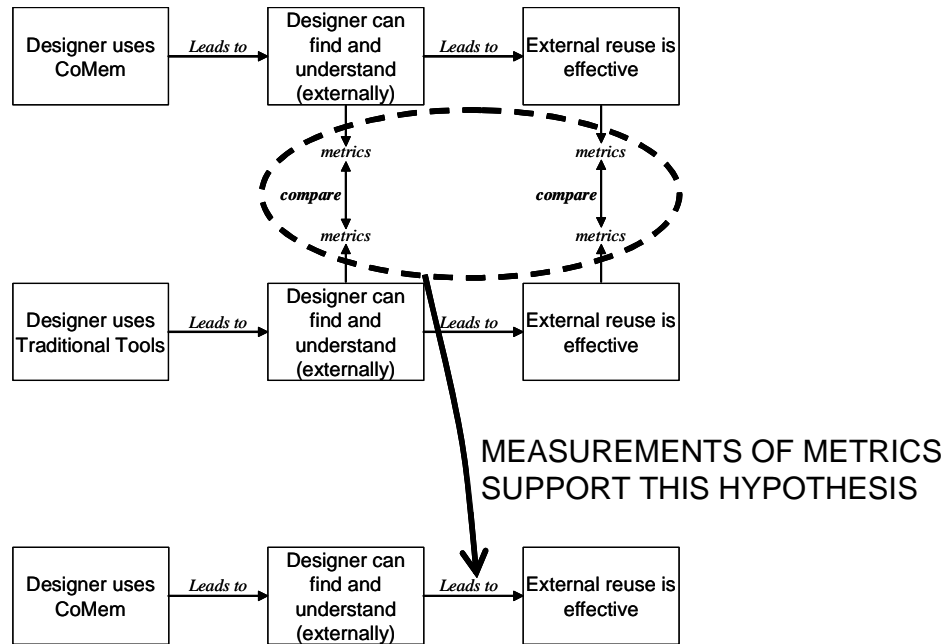 Designer uses
CoMem
Leads to
Designer can
find and
understand
(externally)
Leads to
External reuse is
effective
metrics
metrics
compare
compare
metrics
metrics
Designer uses
Traditional Tools
Leads to
Designer can
find and
understand
(externally)
Leads to
External reuse is
effective
MEASUREMENTS OF METRICS
SUPPORT THIS HYPOTHESIS
Designer uses
CoMem
Leads to
Designer can
find and
understand
(externally)
Leads to
External reuse is
effective